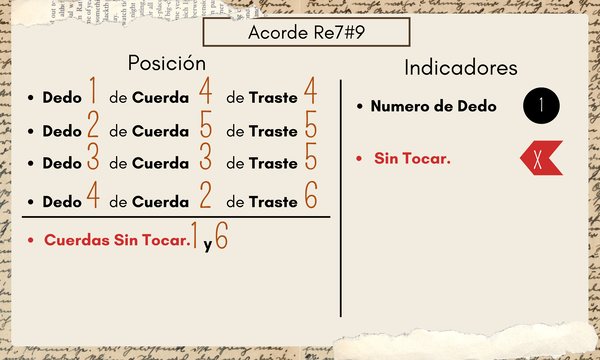 Acorde Re7#9
Posición
• Dedo 1 de Cuerda 4 de Traste 4
• Dedo 2 de Cuerda 5 de Traste 5
• Dedo 3 de Cuerda 3 de Traste 5
• Dedo 4 de Cuerda 2 de Traste 6
• Cuerdas Sin Tocar. 1 y 6
Indicadores
• Numero de Dedo 1
• Sin Tocar. X